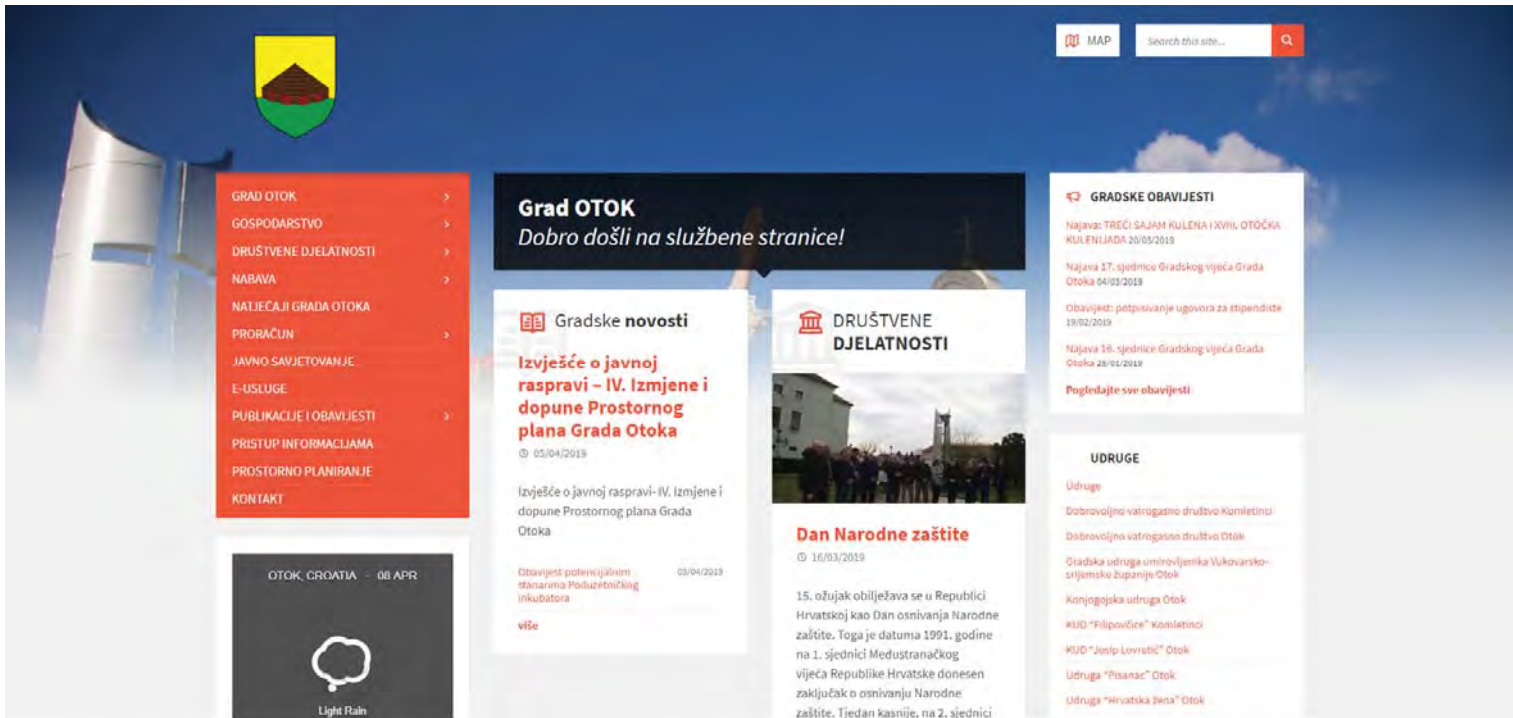 MAP
Search this site...
GRAD OTOK
GOSPODARSTVO
DRUŠTVENE DJELATNOSTI
NABAVA
NATJEČAJI GRADA OTOKA
PRORAČUN
JAVNO SAVJETOVANJE
E-USLUGE
PUBLIKACIJE I OBAVIJESTI
PRISTUP INFORMACIJAMA
PROSTORNO PLANIRANJE
KONTAKT
OTOK, CROATIA - 08 APR
Light Rain
Grad OTOK
Dobro došli na službene stranice!
Gradske novosti
Izvješće o javnoj
raspravi – IV. Izmjene i
dopune Prostornog
plana Grada Otoka
05/04/2019
Izvješće o javnoj raspravi- IV. Izmjene i
dopune Prostornog plana Grada
Otoka
Obavijest potencijalnim
stanarima Poduzetničkog
inkubatora
03/04/2019
više
DRUŠTVENE
DJELATNOSTI
Dan Narodne zaštite
16/03/2019
15. ožujak obilježava se u Republici
Hrvatskoj kao Dan osnivanja Narodne
zaštite. Toga je datuma 1991. godine
na 1. sjednici Međustranačkog
vijeća Republike Hrvatske donesen
zaključak o osnivanju Narodne
zaštite. Tjedan kasnije, na 2. sjednici
GRADSKE OBAVIJESTI
Najava: TREĆI SAJAM KULENA I XVIII. OTOČKA
KULENIJADA 20/03/2019
Najava 17. sjednice Gradskog vijeća Grada
Otoka 04/03/2019
Obavijest: potpisivanje ugovora za stipendiste
19/02/2019
Najava 16. sjednice Gradskog vijeća Grada
Otoka 29/01/2019
Pogledajte sve obavijesti
UDRUGE
Udruge
Dobrovoljno vatrogasno društvo Komletinci
Dobrovoljno vatrogasno društvo Otok
Gradska udruga umirovljenika Vukovarsko-
srijemske županije Otok
Konjogojska udruga Otok
KUD "Filipovčice" Komletinci
KUD "Josip Lovretić" Otok
Udruga "Pisanac" Otok
Udruga "Hrvatska žena" Otok